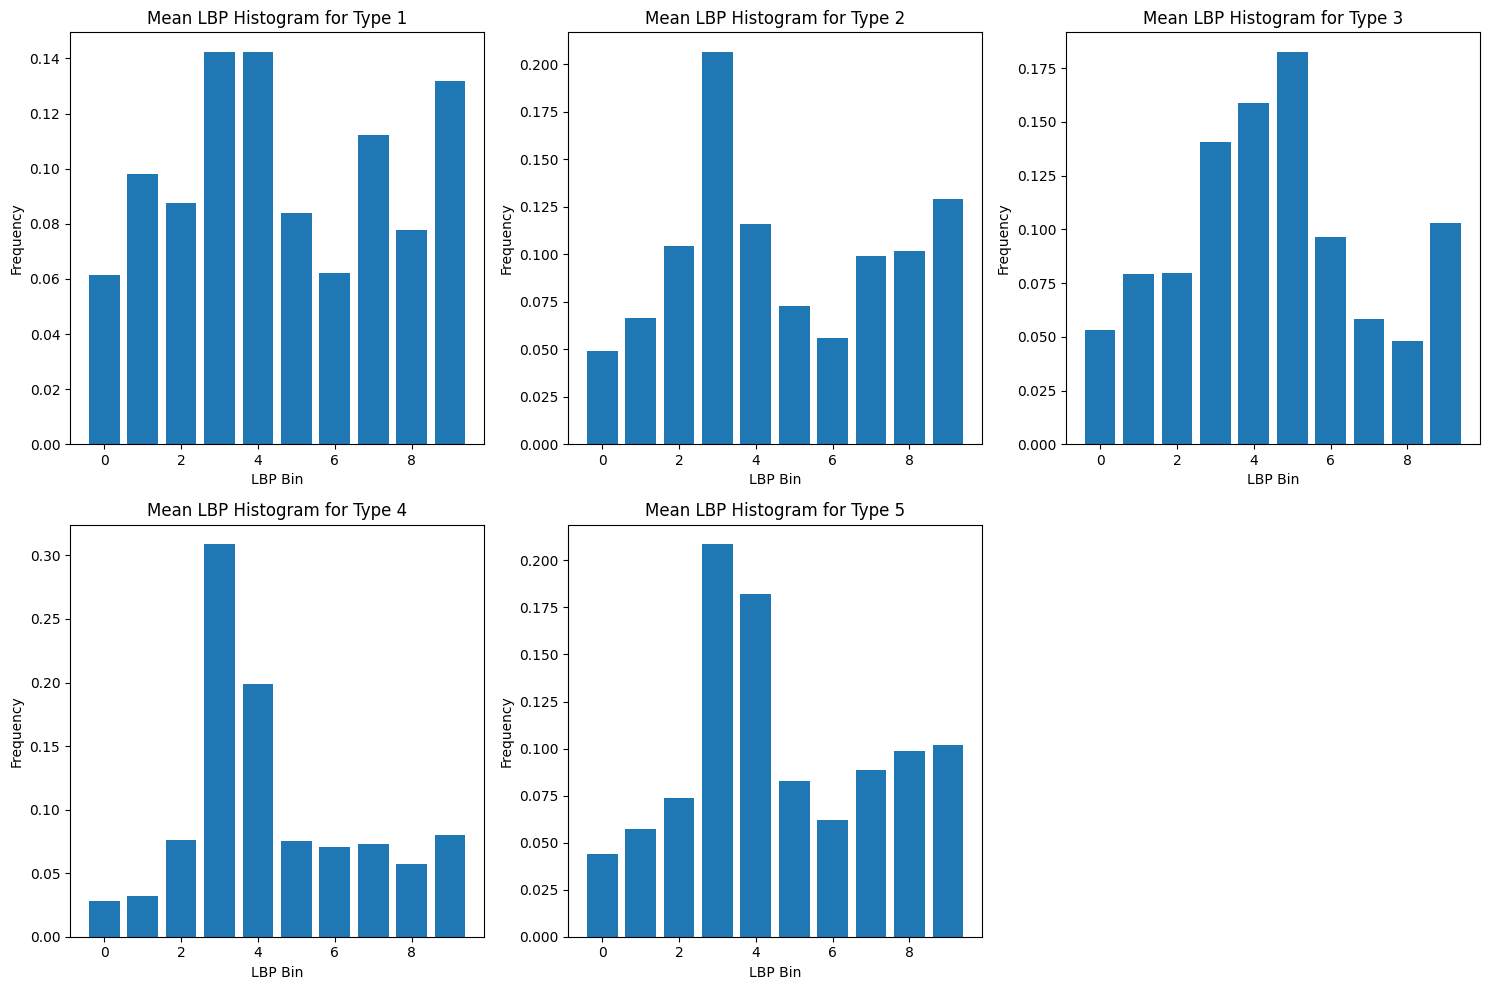 Mean LBP Histogram for Type 1
0.14
0.12
0.10
0.08
0.06
0.04
0.02
0.00
Frequency
0 2 4 6 8
LBP Bin
Mean LBP Histogram for Type 2
0.200
0.175
0.150
0.125
0.100
0.075
0.050
0.025
0.000
Frequency
0 2 4 6 8
LBP Bin
Mean LBP Histogram for Type 3
0.175
0.150
0.125
0.100
0.075
0.050
0.025
0.000
Frequency
0 2 4 6 8
LBP Bin
Mean LBP Histogram for Type 4
0.30
0.25
0.20
0.15
0.10
0.05
0.00
Frequency
0 2 4 6 8
LBP Bin
Mean LBP Histogram for Type 5
0.200
0.175
0.150
0.125
0.100
0.075
0.050
0.025
0.000
Frequency
0 2 4 6 8
LBP Bin